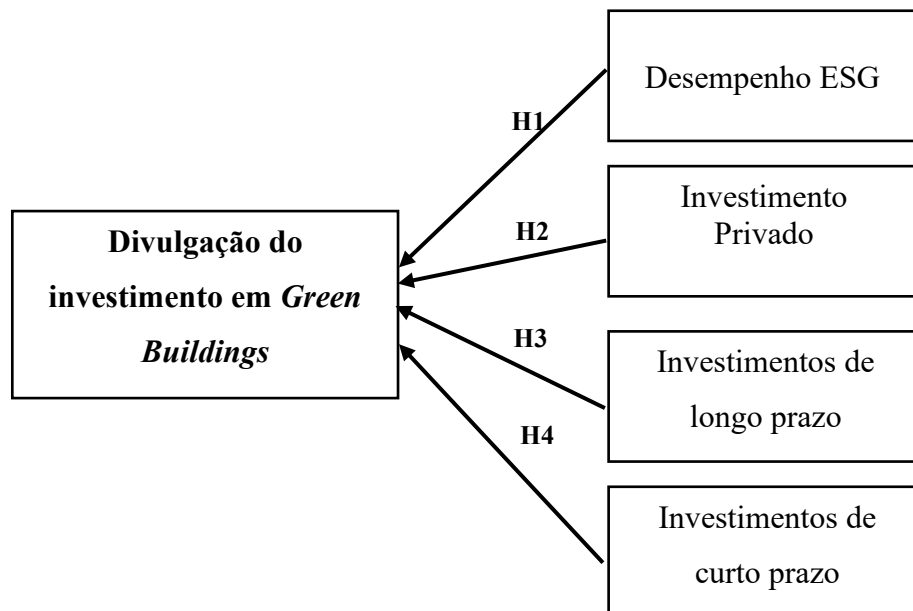 Desempenho ESG
H1
Investimento
Privado
H2
Divulgação do
investimento em Green
Buildings
H3
Investimentos de
longo prazo
H4
Investimentos de
curto prazo